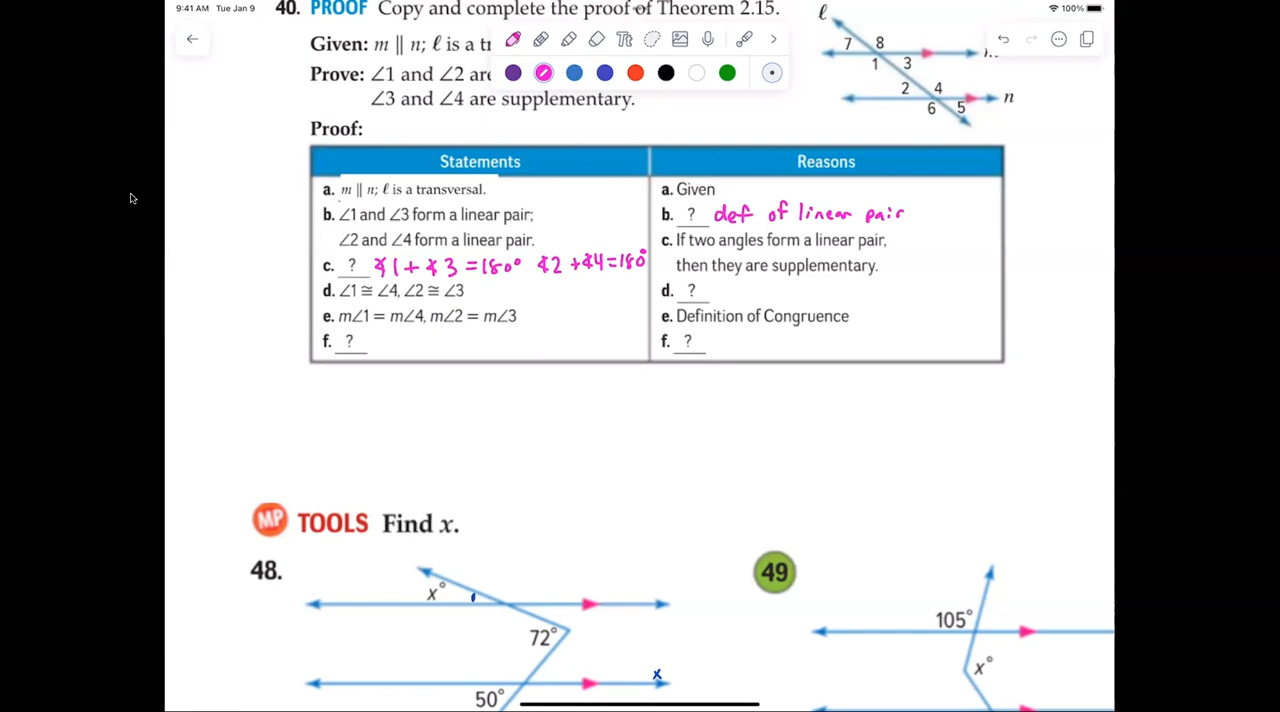 9:41 AM Tue Jan 9
100%
40. PROOF Copy and complete the proof of Theorem 2.15.
Given: m ∥ n; ℓ is a
Prove: ∠1 and ∠2 are
∠3 and ∠4 are supplementary.
ℓ
7 8
1 3
2 4
6 5
n
Proof:
Statements Reasons
a. m ∥ n; ℓ is a transversal. a. Given
b. ∠1 and ∠3 form a linear pair; b. ? def of linear pair
∠2 and ∠4 form a linear pair. c. If two angles form a linear pair,
c. ? ∡1 + ∡3 = 180° ∡2 + ∡4 = 180° then they are supplementary.
d. ∠1 ≅ ∠4, ∠2 ≅ ∠3 d. ?
e. m∠1 = m∠4, m∠2 = m∠3 e. Definition of Congruence
f. ? f. ?
MP TOOLS Find x.
48.
x°
72°
x
50°
49
105°
x°